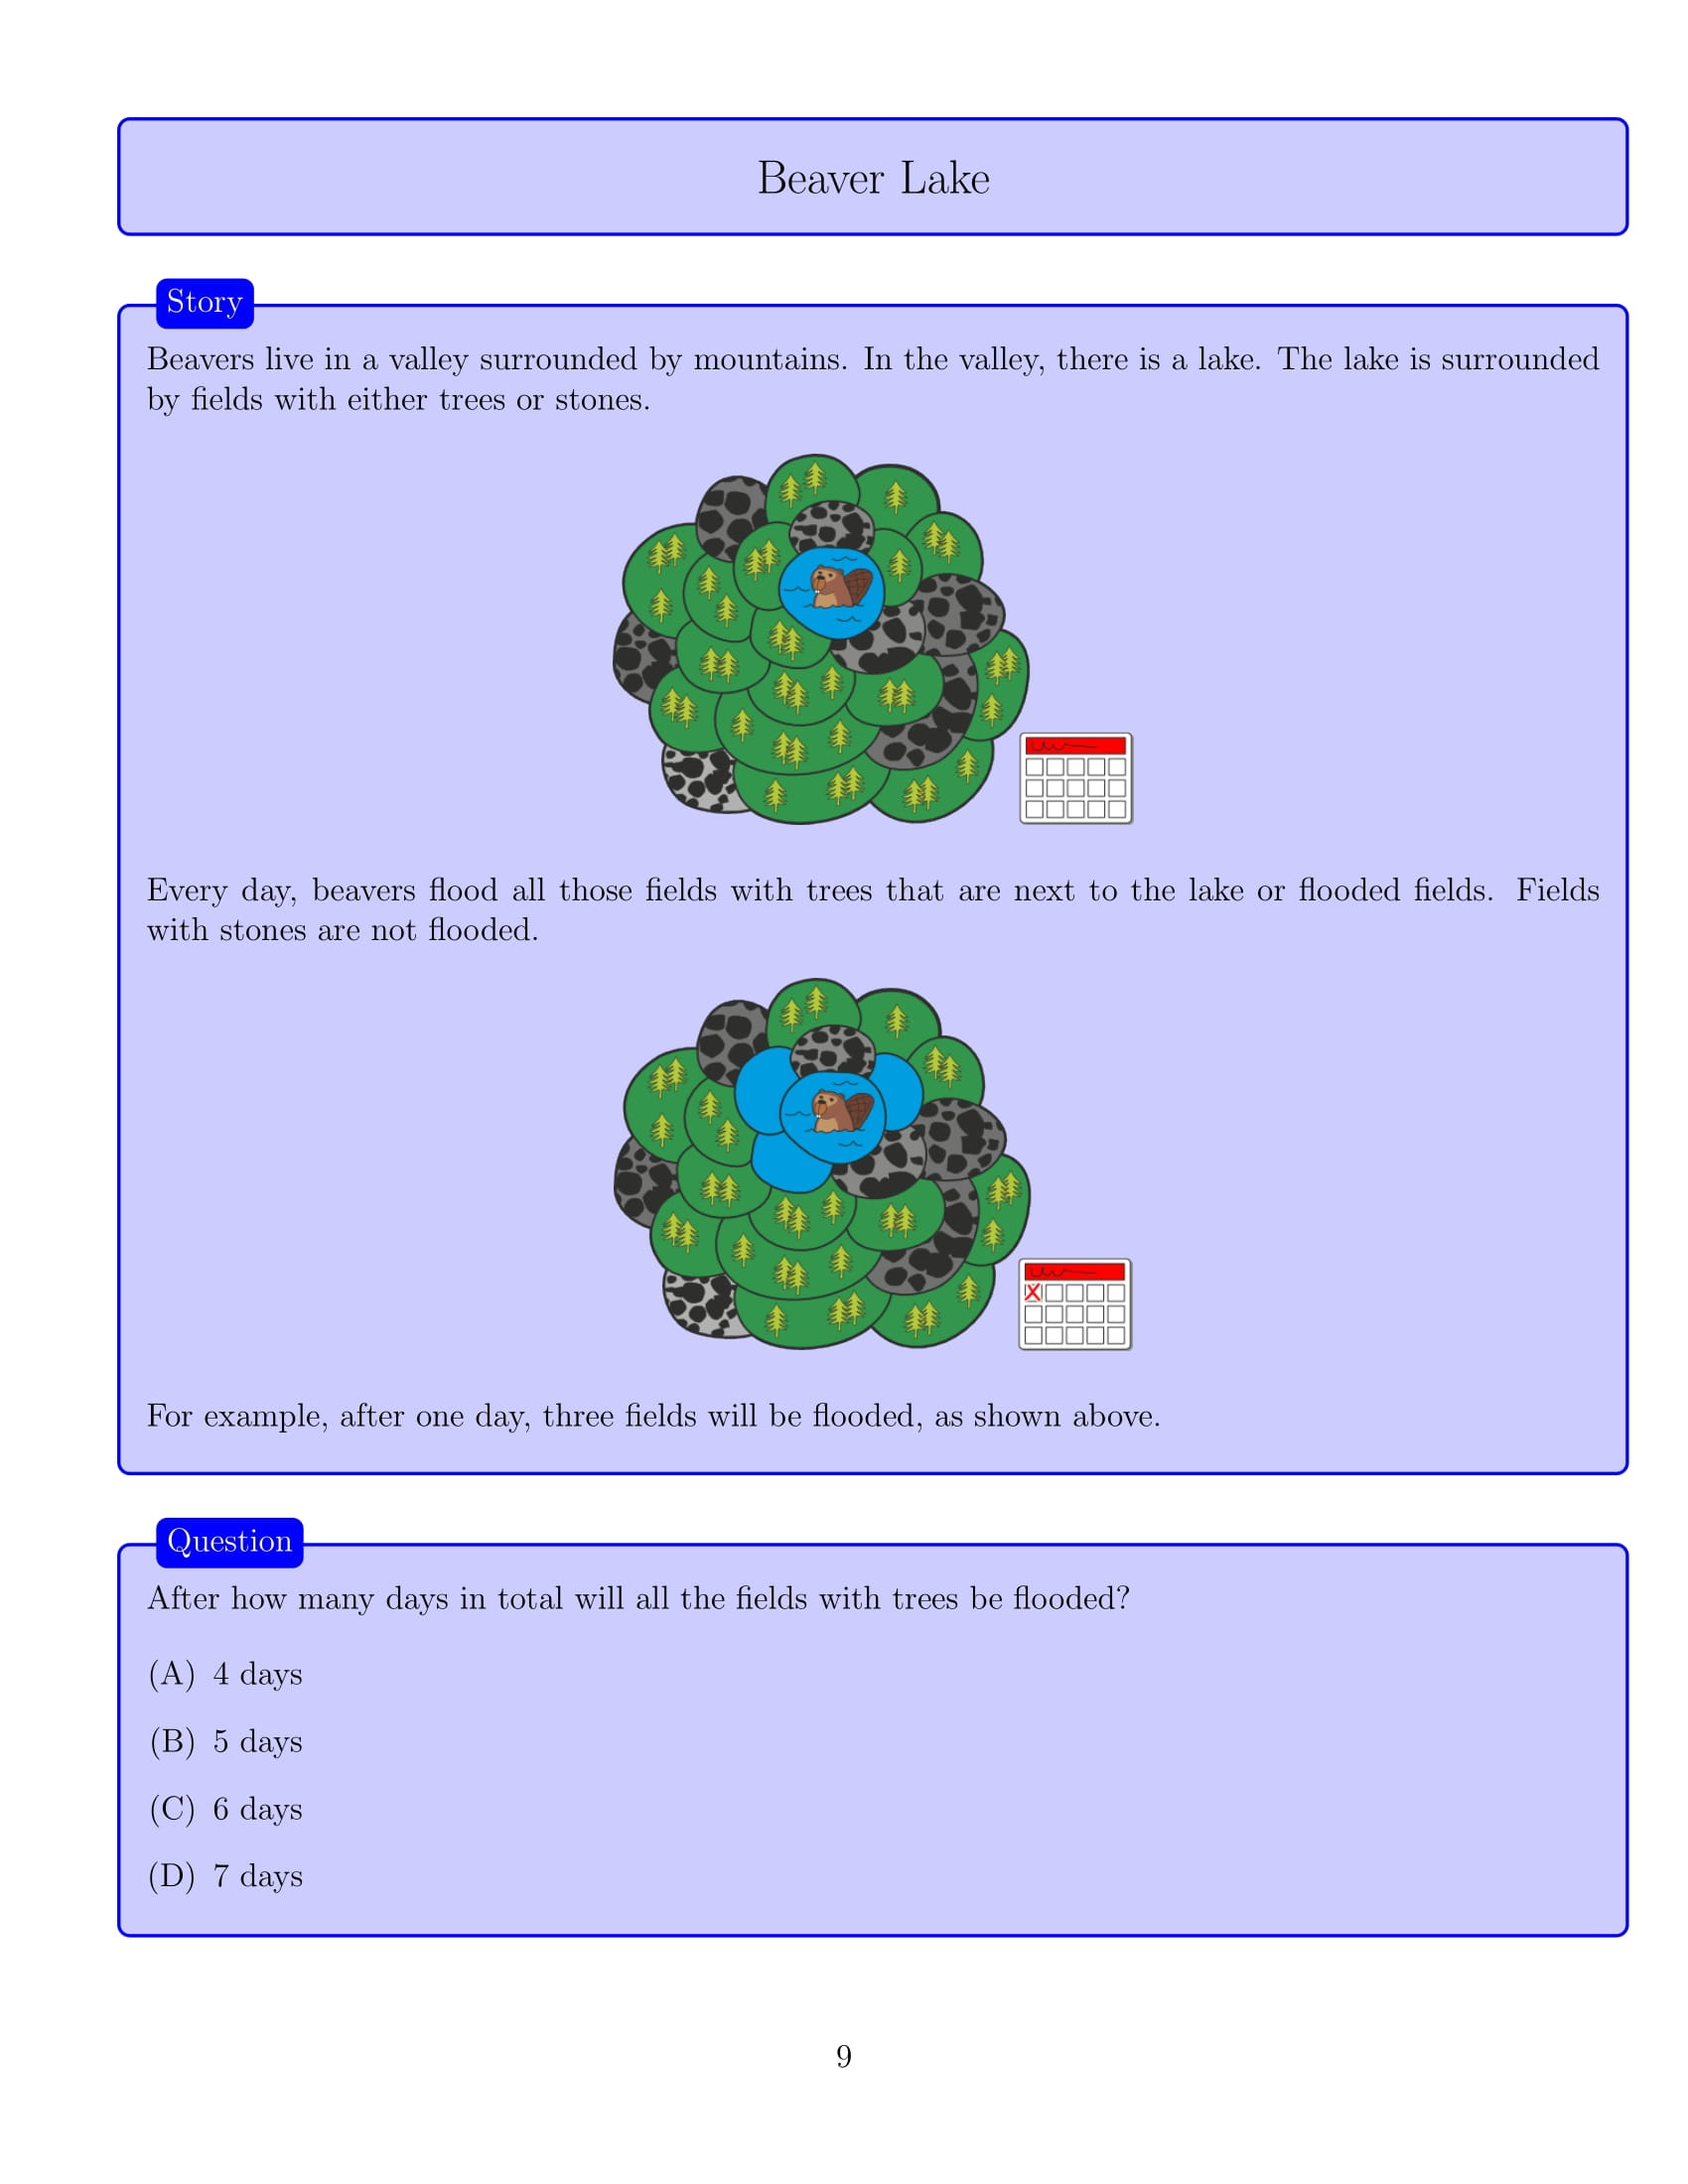 Beaver Lake
Story
Beavers live in a valley surrounded by mountains. In the valley, there is a lake. The lake is surrounded
by fields with either trees or stones.
Every day, beavers flood all those fields with trees that are next to the lake or flooded fields. Fields
with stones are not flooded.
For example, after one day, three fields will be flooded, as shown above.
Question
After how many days in total will all the fields with trees be flooded?
(A) 4 days
(B) 5 days
(C) 6 days
(D) 7 days
9